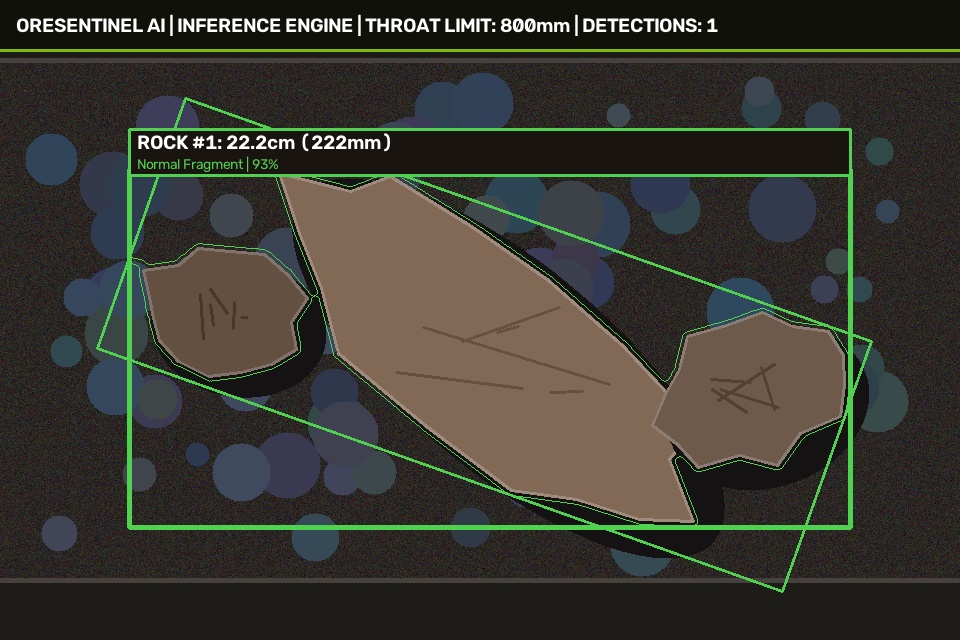 ORESENTINEL AI | INFERENCE ENGINE | THROAT LIMIT: 800mm | DETECTIONS: 1
ROCK #1: 22.2cm (222mm)
Normal Fragment | 93%